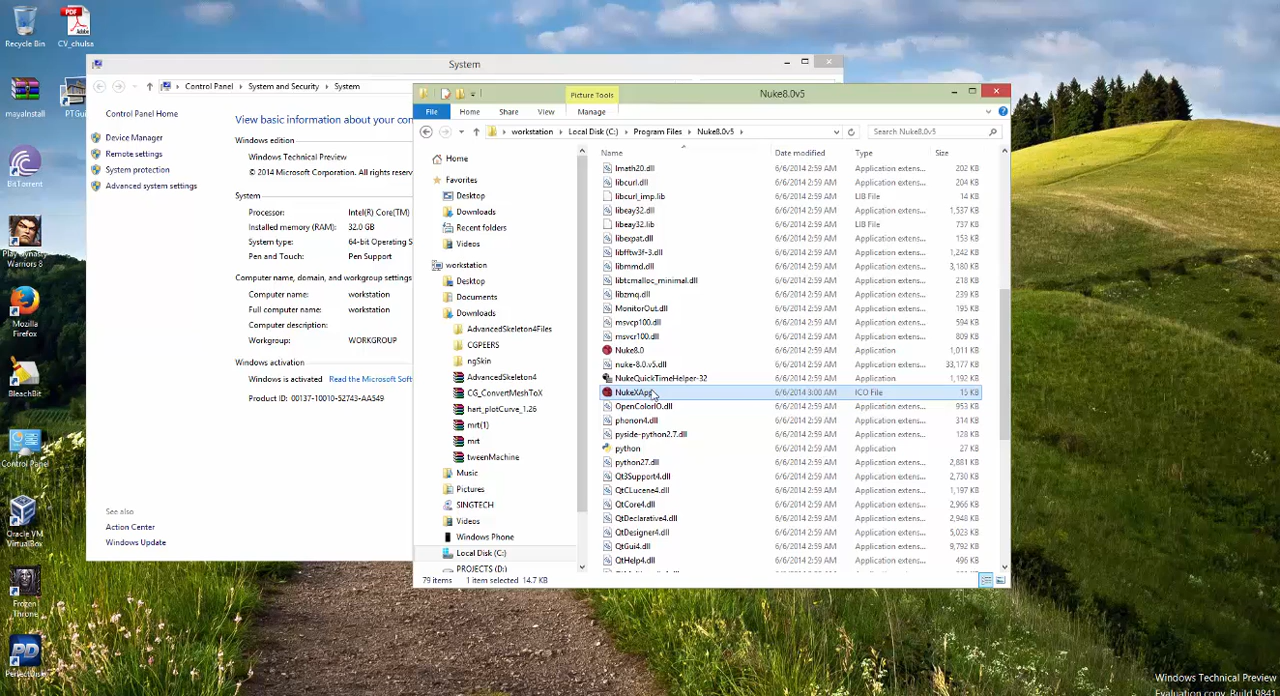 Recycle Bin
CV_chulsa
mayainstall
PTGui
BitTorrent
Play dynasty
Warriors 8
Mozilla
Firefox
BleachBit
Control Panel
Oracle VM
VirtualBox
Frozen
Throne
PerfectDisk
System
Control Panel
System and Security
System
Control Panel Home
Device Manager
Remote settings
System protection
Advanced system settings
See also
Action Center
Windows Update
View basic information about your con
Windows edition
Windows Technical Preview
© 2014 Microsoft Corporation. All rights
System
Processor: Intel(R) Core(TM)
Installed memory (RAM): 32.0 GB
System type: 64-bit Operating S
Pen and Touch: Pen Support
Computer name, domain, and workgroup settings
Computer name: workstation
Full computer name: workstation
Computer description:
Workgroup: WORKGROUP
Windows activation
Windows is activated Read the Microsoft Soft
Product ID: 00137-10010-52743-AA549
Picture Tools
Nuke8.0v5
File Home Share View Manage
workstation Local Disk (C:) Program Files Nuke8.0v5
Search Nuke8.0v5
Home
Favorites
Desktop
Downloads
Recent folders
Videos
workstation
Desktop
Documents
Downloads
AdvancedSkeleton4Files
CGPEERS
ngSkin
AdvancedSkeleton4
CG_ConvertMeshToX
hart_plotCurve_1.26
mrt(1)
mrt
tweenMachine
Music
Pictures
SINGTECH
Videos
Windows Phone
Local Disk (C:)
PROJECTS (D:)
Name Date modified Type Size
Imath20.dll 6/6/2014 2:59 AM Application extens... 202 KB
libcurl.dll 6/6/2014 2:59 AM Application extens... 204 KB
libcurl_imp.lib 6/6/2014 2:59 AM LIB File 14 KB
libeay32.dll 6/6/2014 2:59 AM Application extens... 1,537 KB
libeay32.lib 6/6/2014 2:59 AM LIB File 737 KB
libexpat.dll 6/6/2014 2:59 AM Application extens... 153 KB
libfftw3f-3.dll 6/6/2014 2:59 AM Application extens... 1,242 KB
libmmd.dll 6/6/2014 2:59 AM Application extens... 3,180 KB
libtcmalloc_minimal.dll 6/6/2014 2:59 AM Application extens... 218 KB
libzmq.dll 6/6/2014 2:59 AM Application extens... 239 KB
MonitorOut.dll 6/6/2014 2:59 AM Application extens... 195 KB
msvcp100.dll 6/6/2014 2:59 AM Application extens... 594 KB
msvcr100.dll 6/6/2014 2:59 AM Application extens... 809 KB
Nuke8.0 6/6/2014 2:59 AM Application 1,011 KB
nuke-8.0.v5.dll 6/6/2014 2:59 AM Application extens... 33,177 KB
NukeQuickTimeHelper-32 6/6/2014 2:59 AM Application 1,192 KB
NukeXApp 6/6/2014 3:00 AM ICO File 15 KB
OpenColorIO.dll 6/6/2014 2:59 AM Application extens... 953 KB
phonon4.dll 6/6/2014 2:59 AM Application extens... 314 KB
pyside-python2.7.dll 6/6/2014 2:59 AM Application extens... 128 KB
python 6/6/2014 2:59 AM Application 27 KB
python27.dll 6/6/2014 2:59 AM Application extens... 2,881 KB
Qt3Support4.dll 6/6/2014 2:59 AM Application extens... 2,730 KB
QtCLucene4.dll 6/6/2014 2:59 AM Application extens... 1,197 KB
QtCore4.dll 6/6/2014 2:59 AM Application extens... 2,966 KB
QtDeclarative4.dll 6/6/2014 2:59 AM Application extens... 2,948 KB
QtDesigner4.dll 6/6/2014 2:59 AM Application extens... 5,023 KB
QtGui4.dll 6/6/2014 2:59 AM Application extens... 9,792 KB
QtHelp4.dll 6/6/2014 2:59 AM Application extens... 496 KB
79 items 1 item selected 14.7 KB
Windows Technical Preview
Evaluation copy. Build 9841